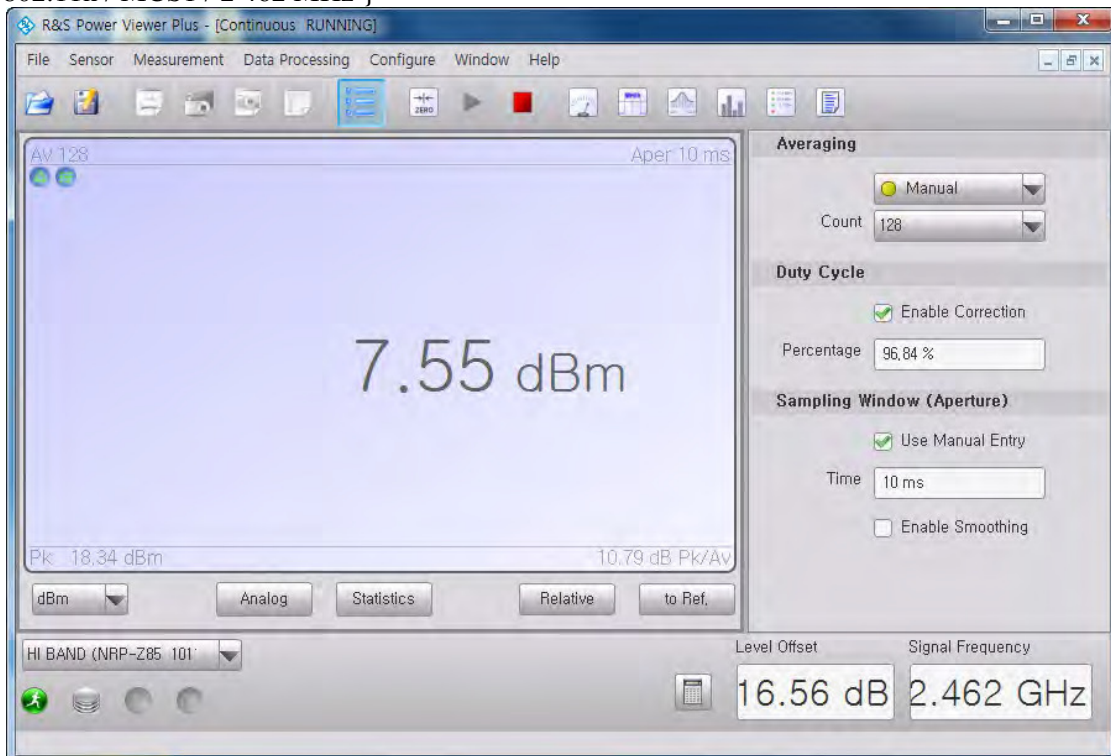 R&S Power Viewer Plus - [Continuous RUNNING]
File Sensor Measurement Data Processing Configure Window Help
ZERO
AV 128 Aper 10 ms
7.55 dBm
Pk 18,34 dBm 10,79 dB Pk/Av
dBm Analog Statistics Relative to Ref,
Averaging
Manual
Count 128
Duty Cycle
Enable Correction
Percentage 96,84 %
Sampling Window (Aperture)
Use Manual Entry
Time 10 ms
Enable Smoothing
HI BAND (NRP-Z85 101
Level Offset Signal Frequency
16.56 dB 2.462 GHz